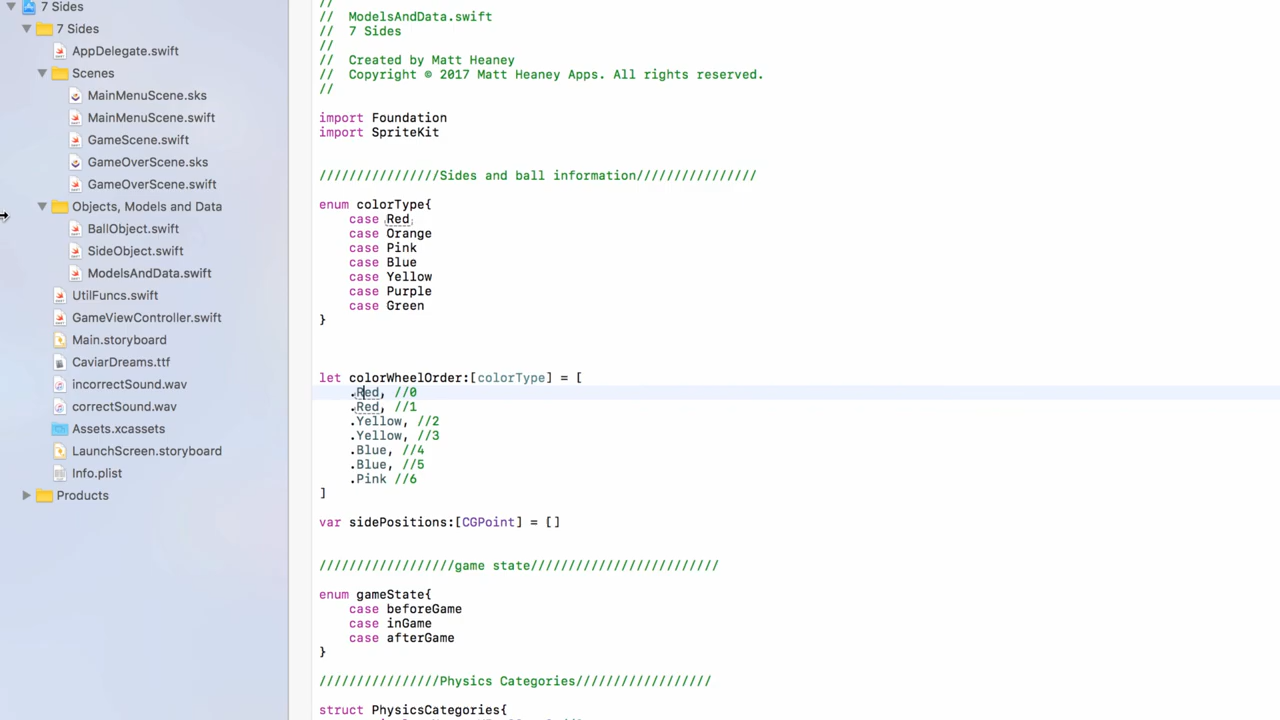 7 Sides
7 Sides
AppDelegate.swift
Scenes
MainMenuScene.sks
MainMenuScene.swift
GameScene.swift
GameOverScene.sks
GameOverScene.swift
Objects, Models and Data
BallObject.swift
SideObject.swift
ModelsAndData.swift
UtilFuncs.swift
GameViewController.swift
Main.storyboard
CaviarDreams.ttf
incorrectSound.wav
correctSound.wav
Assets.xcassets
LaunchScreen.storyboard
Info.plist
Products
//
// ModelsAndData.swift
// 7 Sides
//
// Created by Matt Heaney
// Copyright © 2017 Matt Heaney Apps. All rights reserved.
//
import Foundation
import SpriteKit
////////////////Sides and ball information////////////////
enum colorType{
case Red
case Orange
case Pink
case Blue
case Yellow
case Purple
case Green
}
let colorWheelOrder:[colorType] = [
.Red, //0
.Red, //1
.Yellow, //2
.Yellow, //3
.Blue, //4
.Blue, //5
.Pink //6
]
var sidePositions:[CGPoint] = []
//////////////////game state/////////////////////////
enum gameState{
case beforeGame
case inGame
case afterGame
}
////////////////Physics Categories//////////////////
struct PhysicsCategories{